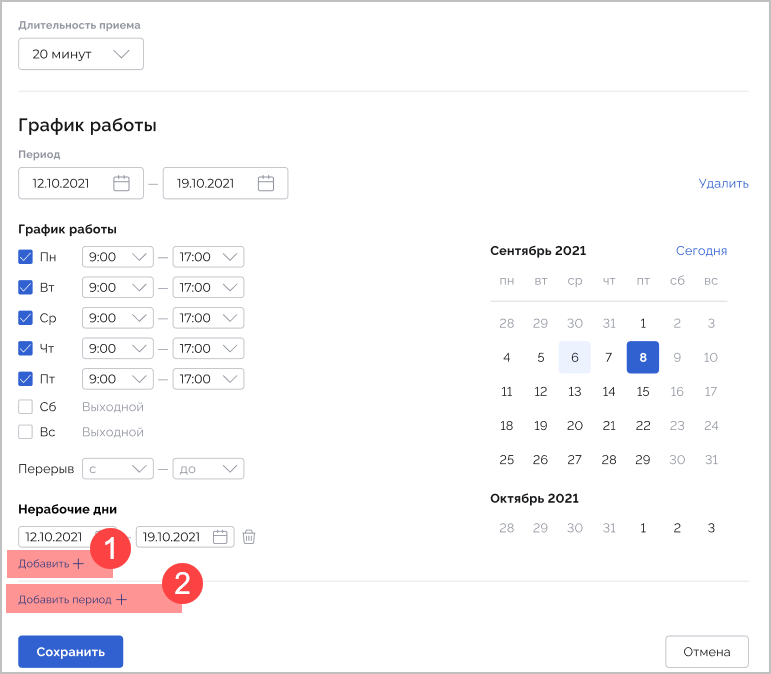 Длительность приема
20 минут
График работы
Период
12.10.2021 — 19.10.2021
Удалить
График работы
Пн 9:00 — 17:00
Вт 9:00 — 17:00
Ср 9:00 — 17:00
Чт 9:00 — 17:00
Пт 9:00 — 17:00
Сб Выходной
Вс Выходной
Перерыв с — до
Нерабочие дни
12.10.2021 — 19.10.2021
1
Добавить +
2
Добавить период +
Сентябрь 2021 Сегодня
пн вт ср чт пт сб вс
28 29 30 31 1 2 3
4 5 6 7 8 9 10
11 12 13 14 15 16 17
18 19 20 21 22 23 24
25 26 27 28 29 30 31
Октябрь 2021
28 29 30 31 1 2 3
Сохранить
Отмена